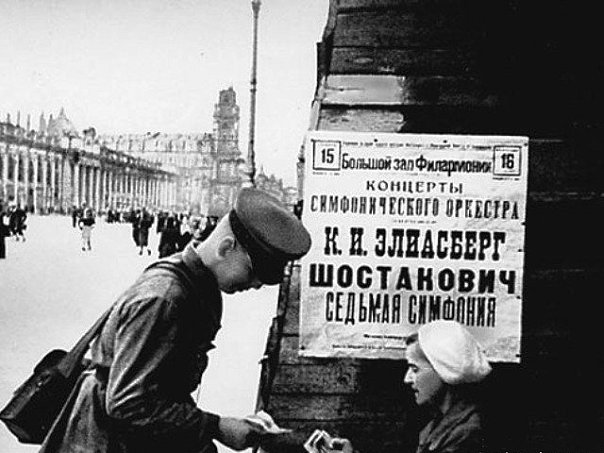 15 Большой зал Филармонии 16
КОНЦЕРТЫ
СИМФОНИЧЕСКОГО ОРКЕСТРА
К. И. ЭЛИАСБЕРГ
ШОСТАКОВИЧ
СЕДЬМАЯ СИМФОНИЯ